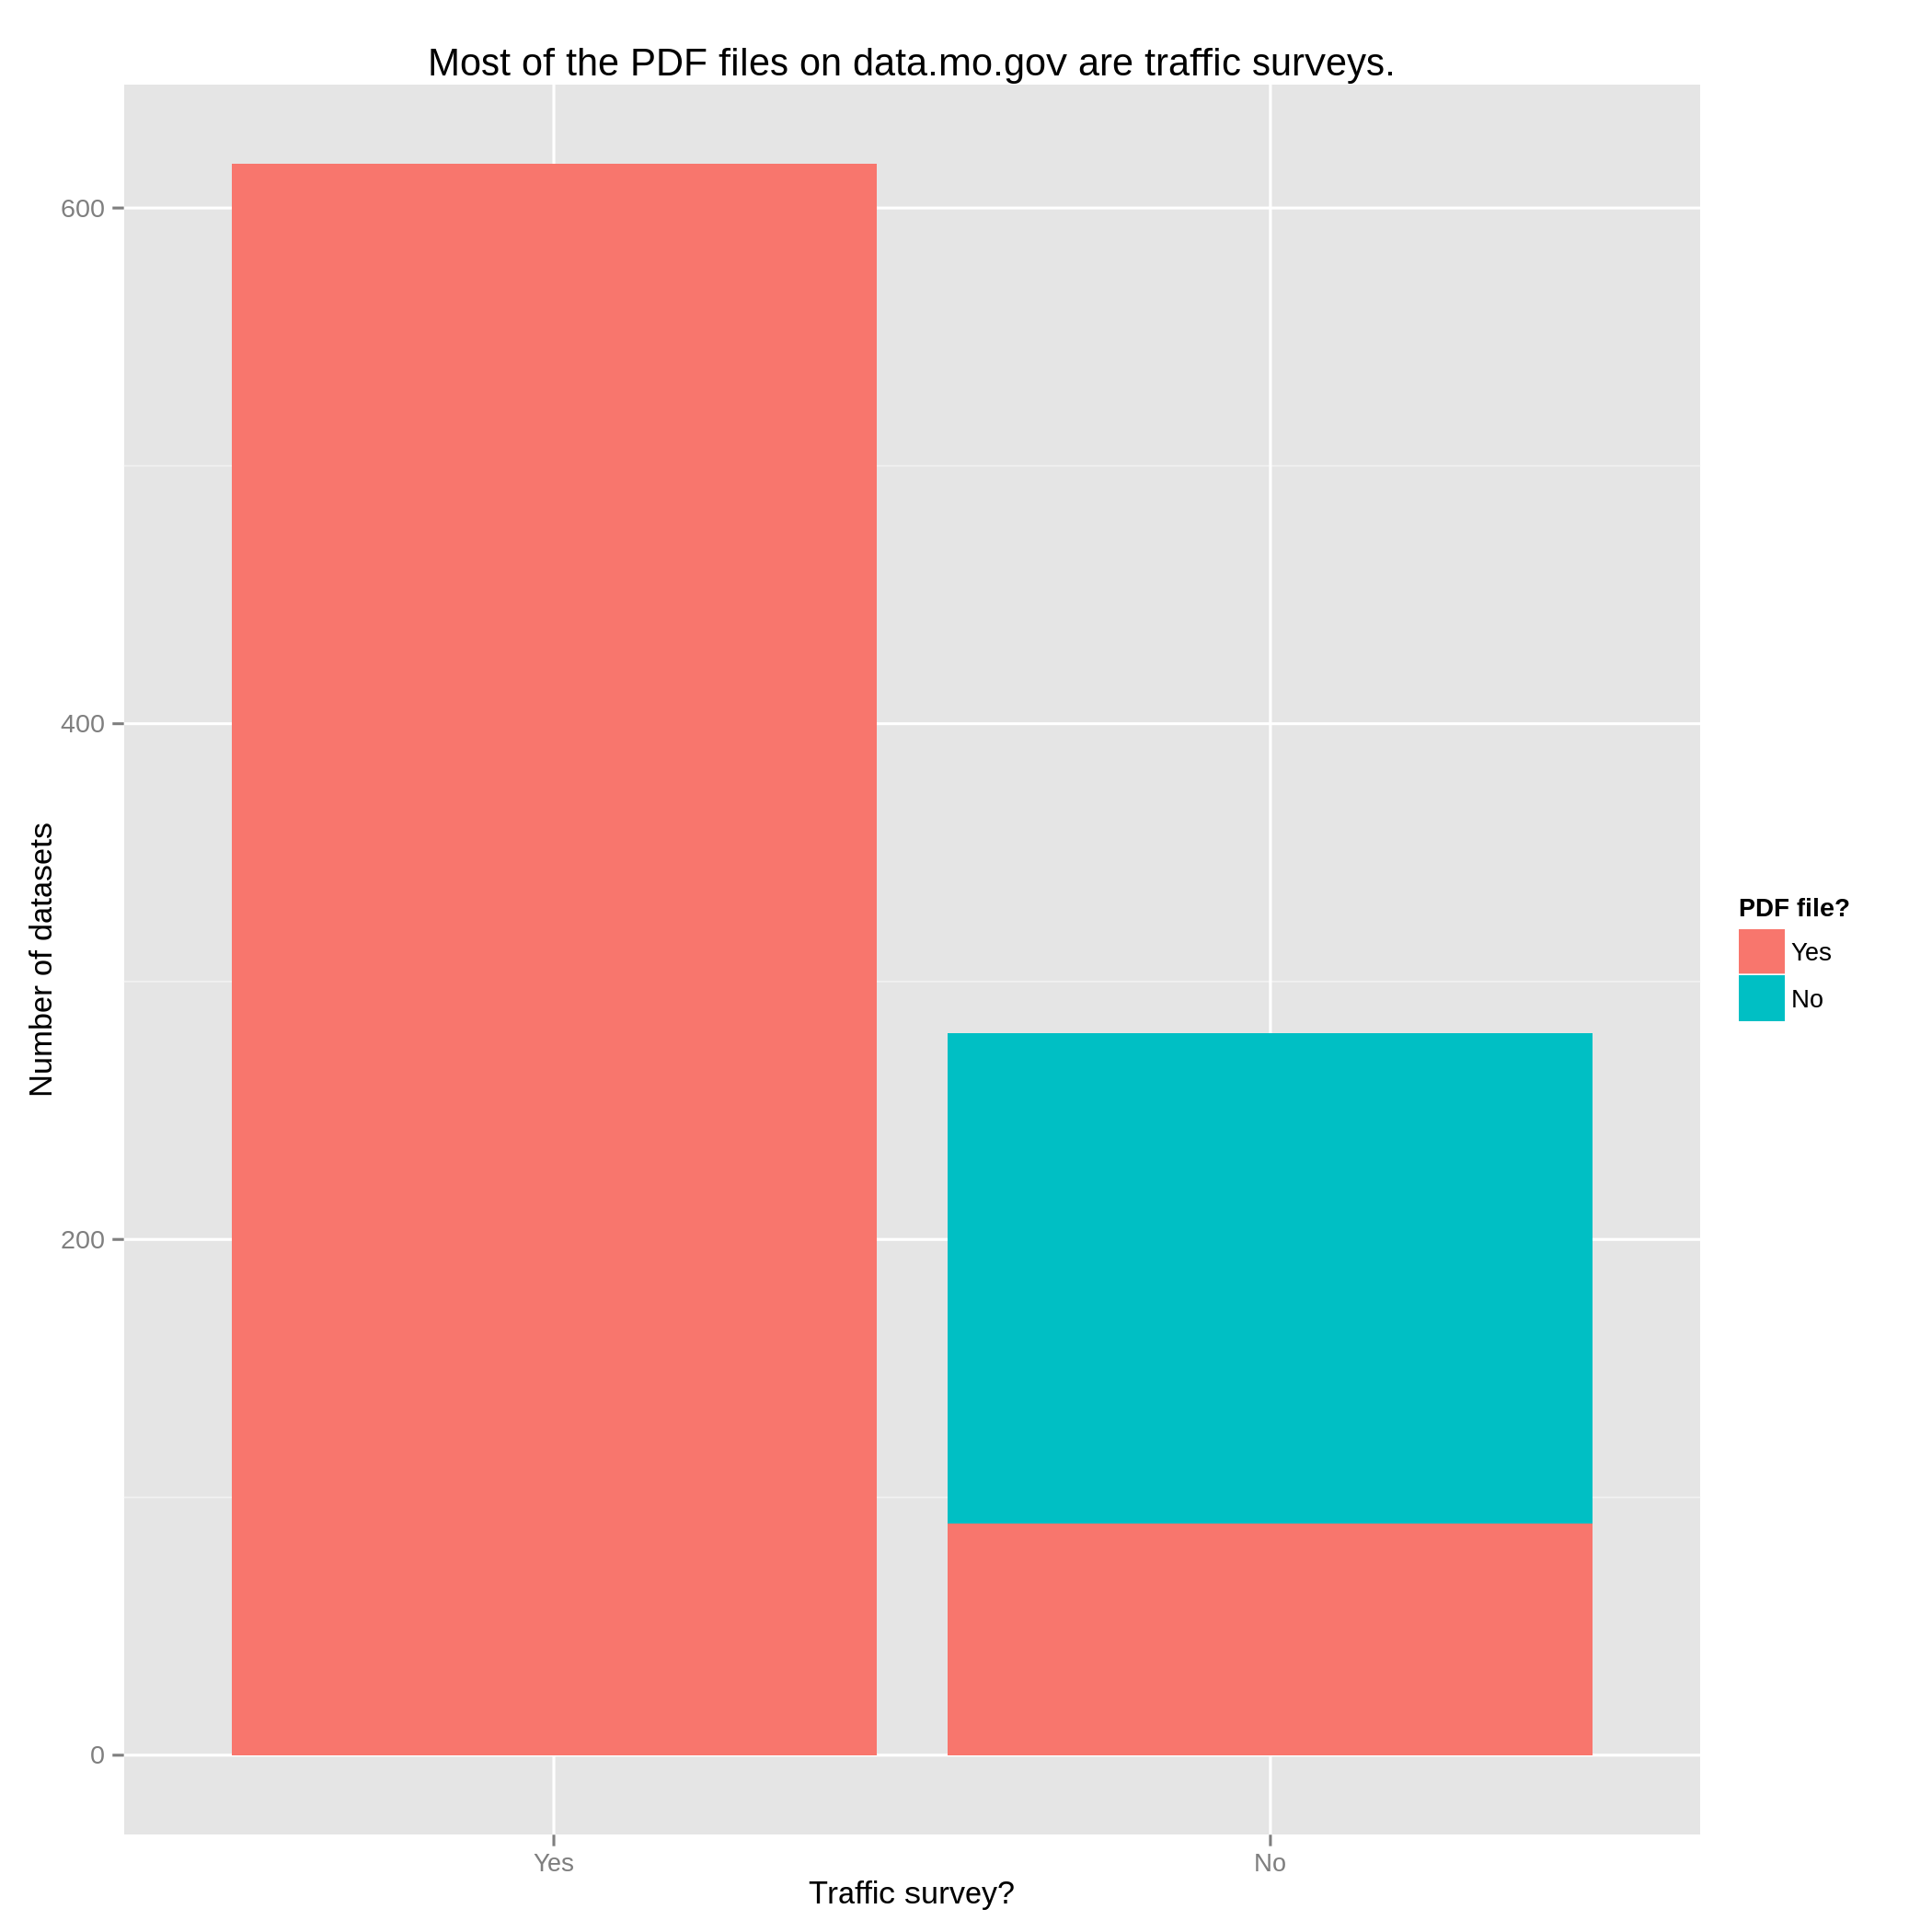 Most of the PDF files on data.mo.gov are traffic surveys.
600
400
200
0
Number of datasets
Yes
No
Traffic survey?
PDF file?
Yes
No